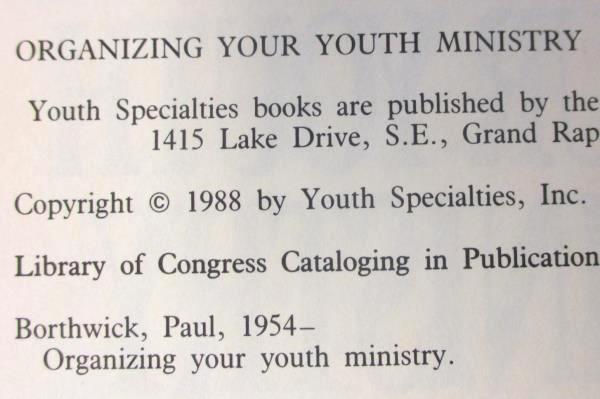 ORGANIZING YOUR YOUTH MINISTRY
Youth Specialties books are published by the
1415 Lake Drive, S.E., Grand Rap
Copyright © 1988 by Youth Specialties, Inc.
Library of Congress Cataloging in Publication
Borthwick, Paul, 1954–
Organizing your youth ministry.